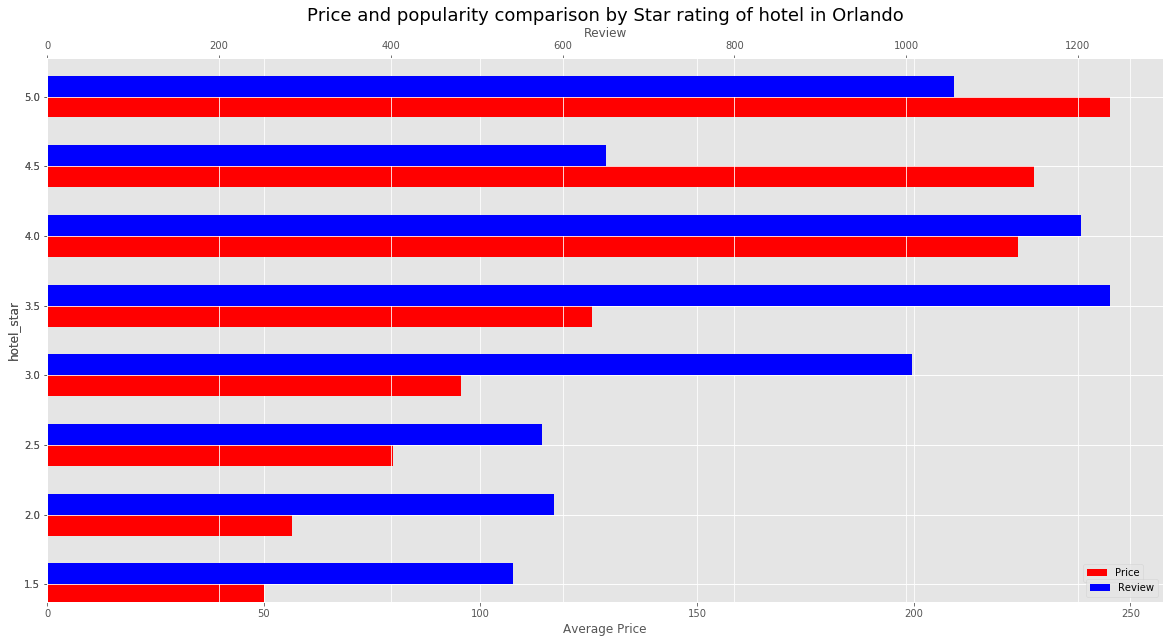 Price and popularity comparison by Star rating of hotel in Orlando
Review
0 200 400 600 800 1000 1200
5.0
4.5
4.0
3.5
3.0
2.5
2.0
1.5
hotel_star
Price
Review
0 50 100 150 200 250
Average Price